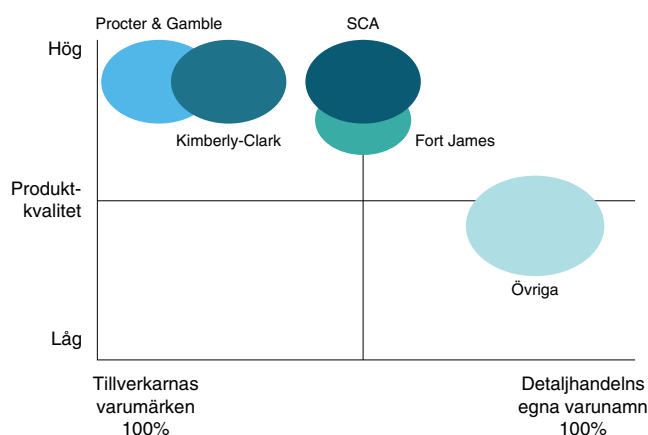 Procter & Gamble
SCA
Hög
Kimberly-Clark
Fort James
Produkt-
kvalitet
Övriga
Låg
Tillverkarnas
varumärken
100%
Detaljhandelns
egna varunamn
100%